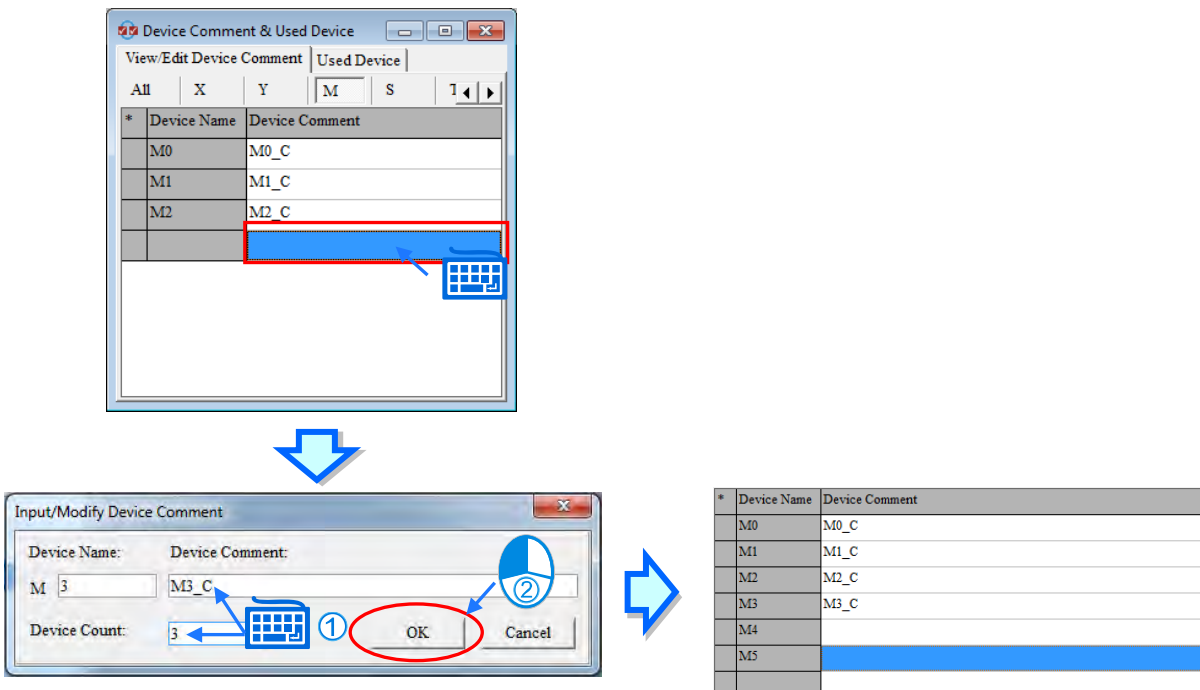 Device Comment & Used Device
View/Edit Device Comment Used Device
All X Y M S
* Device Name Device Comment
M0 M0_C
M1 M1_C
M2 M2_C
Input/Modify Device Comment
Device Name: Device Comment:
M 3 M3_C
②
Device Count: 3 ① OK Cancel
* Device Name Device Comment
M0 M0_C
M1 M1_C
M2 M2_C
M3 M3_C
M4
M5